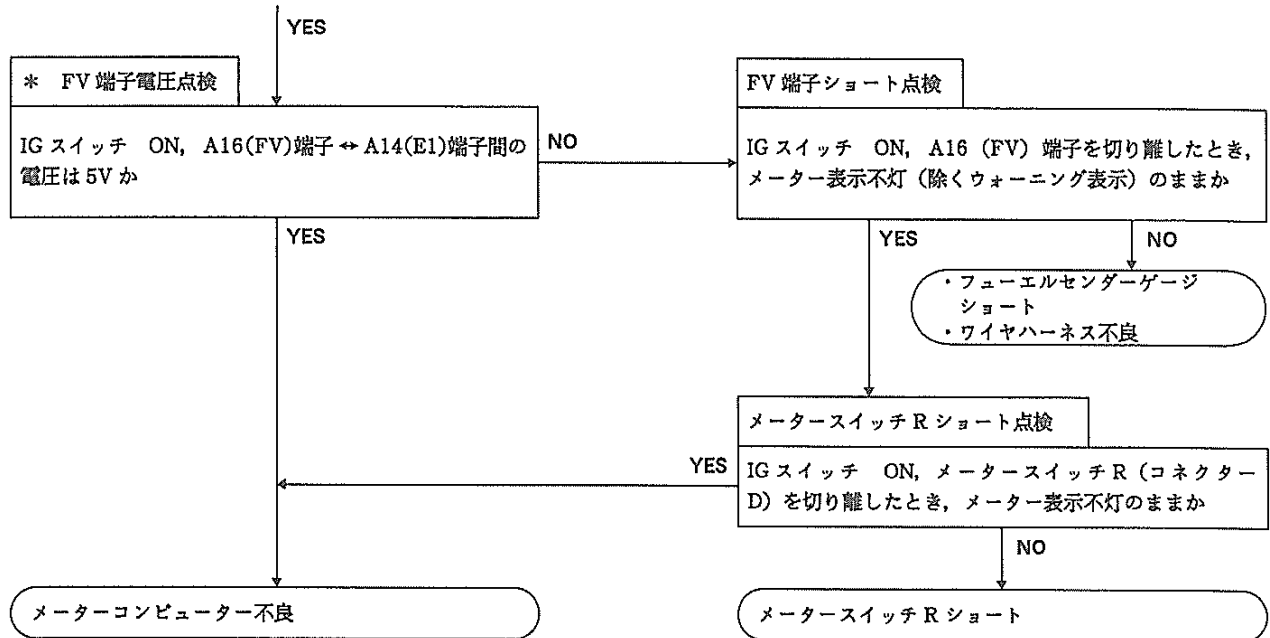 YES
＊ FV 端子電圧点検
IG スイッチ ON, A16(FV)端子↔A14(E1)端子間の
電圧は 5V か
NO
YES
FV 端子ショート点検
IG スイッチ ON, A16 (FV) 端子を切り離したとき,
メーター表示不灯（除くウォーニング表示）のままか
YES
NO
・フューエルセンダーゲージ
ショート
・ワイヤハーネス不良
メータースイッチ R ショート点検
YES
IG スイッチ ON, メータースイッチ R（コネクター
D）を切り離したとき, メーター表示不灯のままか
NO
メーターコンピューター不良
メータースイッチ R ショート